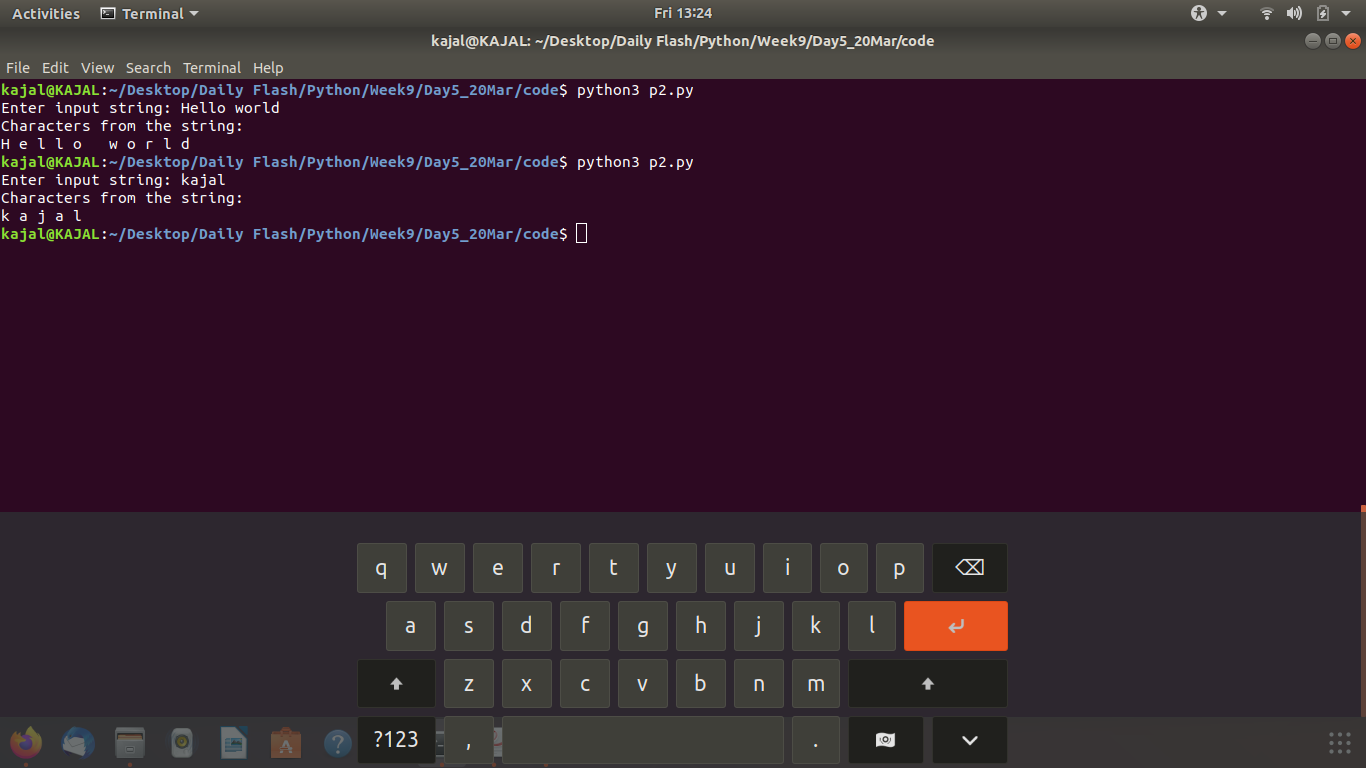 Activities Terminal Fri 13:24
kajal@KAJAL: ~/Desktop/Daily Flash/Python/Week9/Day5_20Mar/code
File Edit View Search Terminal Help
kajal@KAJAL:~/Desktop/Daily Flash/Python/Week9/Day5_20Mar/code$ python3 p2.py
Enter input string: Hello world
Characters from the string:
H e l l o   w o r l d
kajal@KAJAL:~/Desktop/Daily Flash/Python/Week9/Day5_20Mar/code$ python3 p2.py
Enter input string: kajal
Characters from the string:
k a j a l
kajal@KAJAL:~/Desktop/Daily Flash/Python/Week9/Day5_20Mar/code$
q w e r t y u i o p
a s d f g h j k l
z x c v b n m
?123 , .